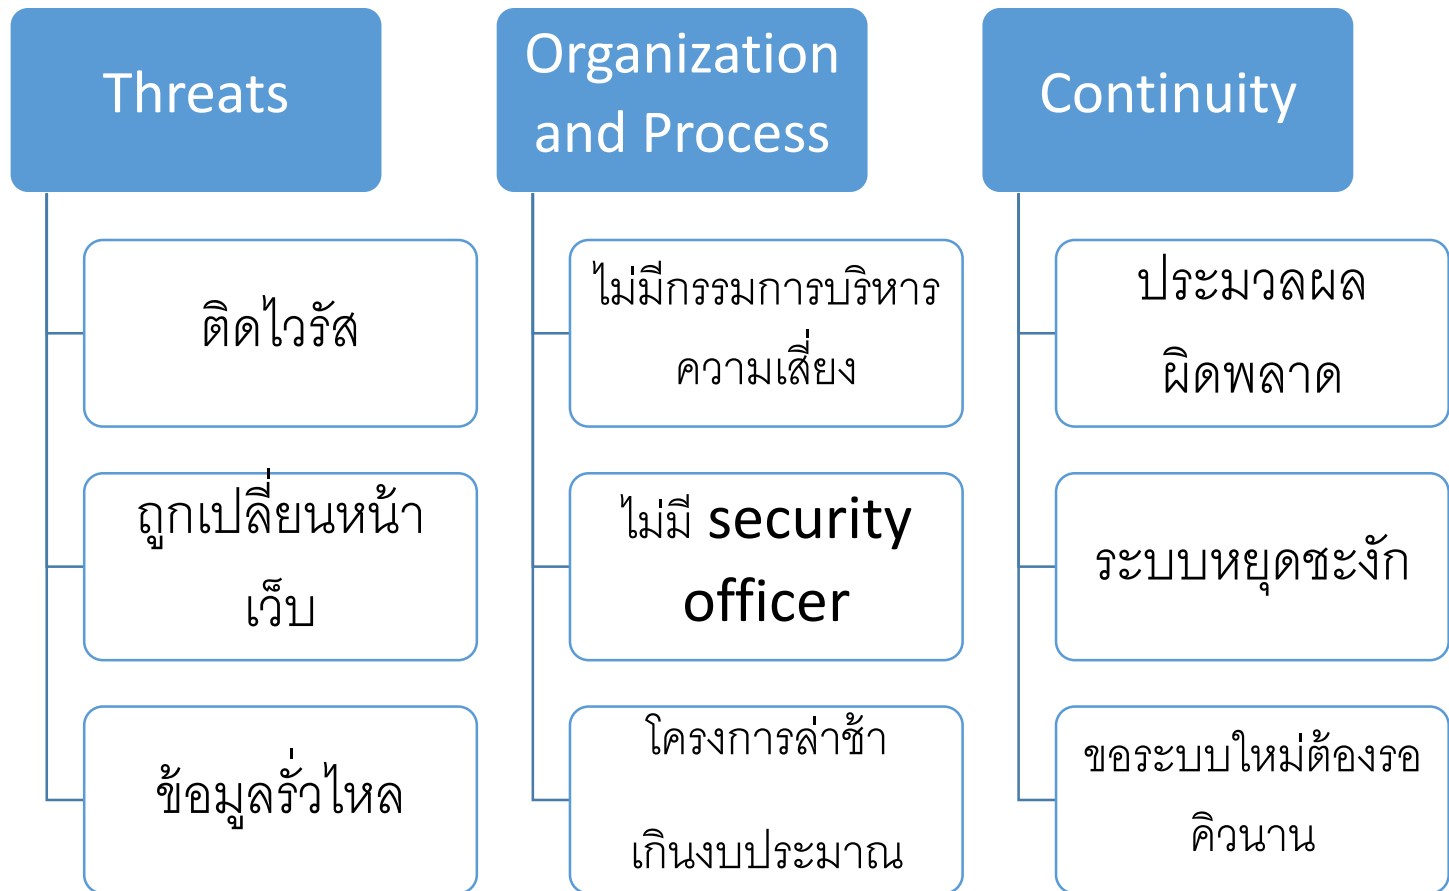 Threats
ติดไวรัส
ถูกเปลี่ยนหน้า
เว็บ
ข้อมูลรั่วไหล
Organization
and Process
ไม่มีกรรมการบริหาร
ความเสี่ยง
ไม่มี security
officer
โครงการล่าช้า
เกินงบประมาณ
Continuity
ประมวลผล
ผิดพลาด
ระบบหยุดชะงัก
ขอระบบใหม่ต้องรอ
คิวนาน